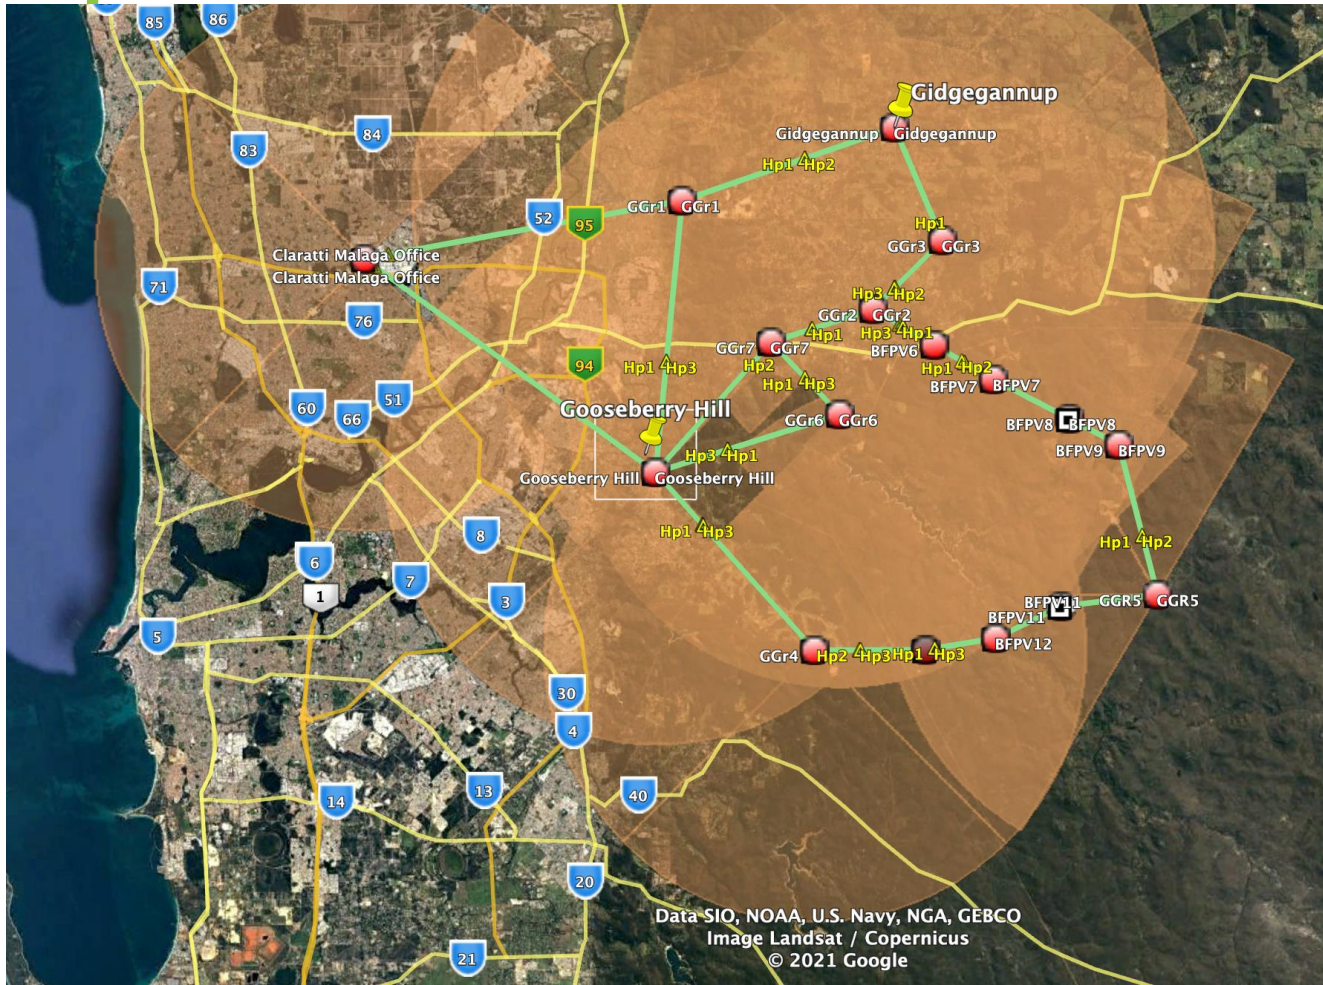 85
86
Gidgegannup
84
Gidgegannup Gidgegannup
83
Hp1 Hp2
52
GGr1 GGr1
95
Hp1
GGr3 GGr3
Claratti Malaga Office
Claratti Malaga Office
71
Hp3 Hp2
76
GGr2 GGr2
Hp1
Hp3 Hp1
GGr7 GGr7
BFPV6
94
Hp1 Hp3
Hp2
Hp1 Hp2
Hp1 Hp3
BFPV7 BFPV7
60
51
66
Gooseberry Hill
GGr6 GGr6
BFPV8 BFPV8
BFPV9 BFPV9
Hp3 Hp1
Gooseberry Hill Gooseberry Hill
8
Hp1 Hp3
Hp1 Hp2
6
7
1
3
BFPV11
GGR5 GGR5
BFPV11
5
BFPV12
GGr4
Hp2 Hp3
Hp1 Hp3
30
4
13
40
14
20
Data SIO, NOAA, U.S. Navy, NGA, GEBCO
Image Landsat / Copernicus
© 2021 Google
21